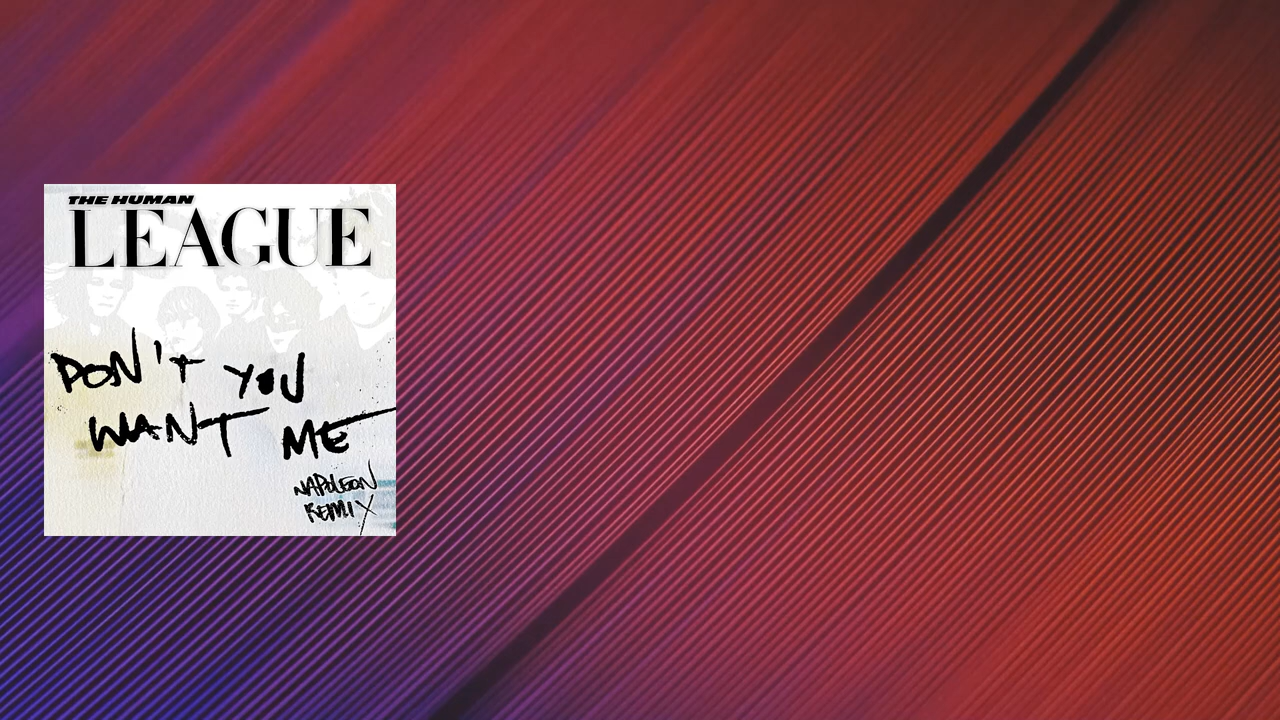 THE HUMAN
LEAGUE
DON'T YOU
WANT ME
NAPOLEON
REMIX